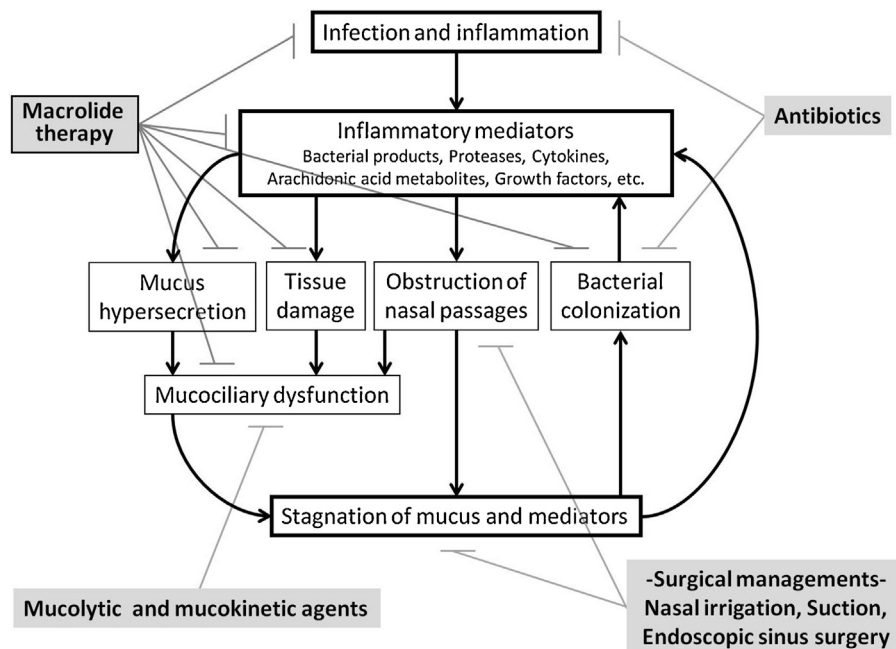 Infection and inflammation
Macrolide
therapy
Antibiotics
Inflammatory mediators
Bacterial products, Proteases, Cytokines,
Arachidonic acid metabolites, Growth factors, etc.
Mucus
hypersecretion
Tissue
damage
Obstruction of
nasal passages
Bacterial
colonization
Mucociliary dysfunction
Stagnation of mucus and mediators
Mucolytic and mucokinetic agents
-Surgical managements-
Nasal irrigation, Suction,
Endoscopic sinus surgery